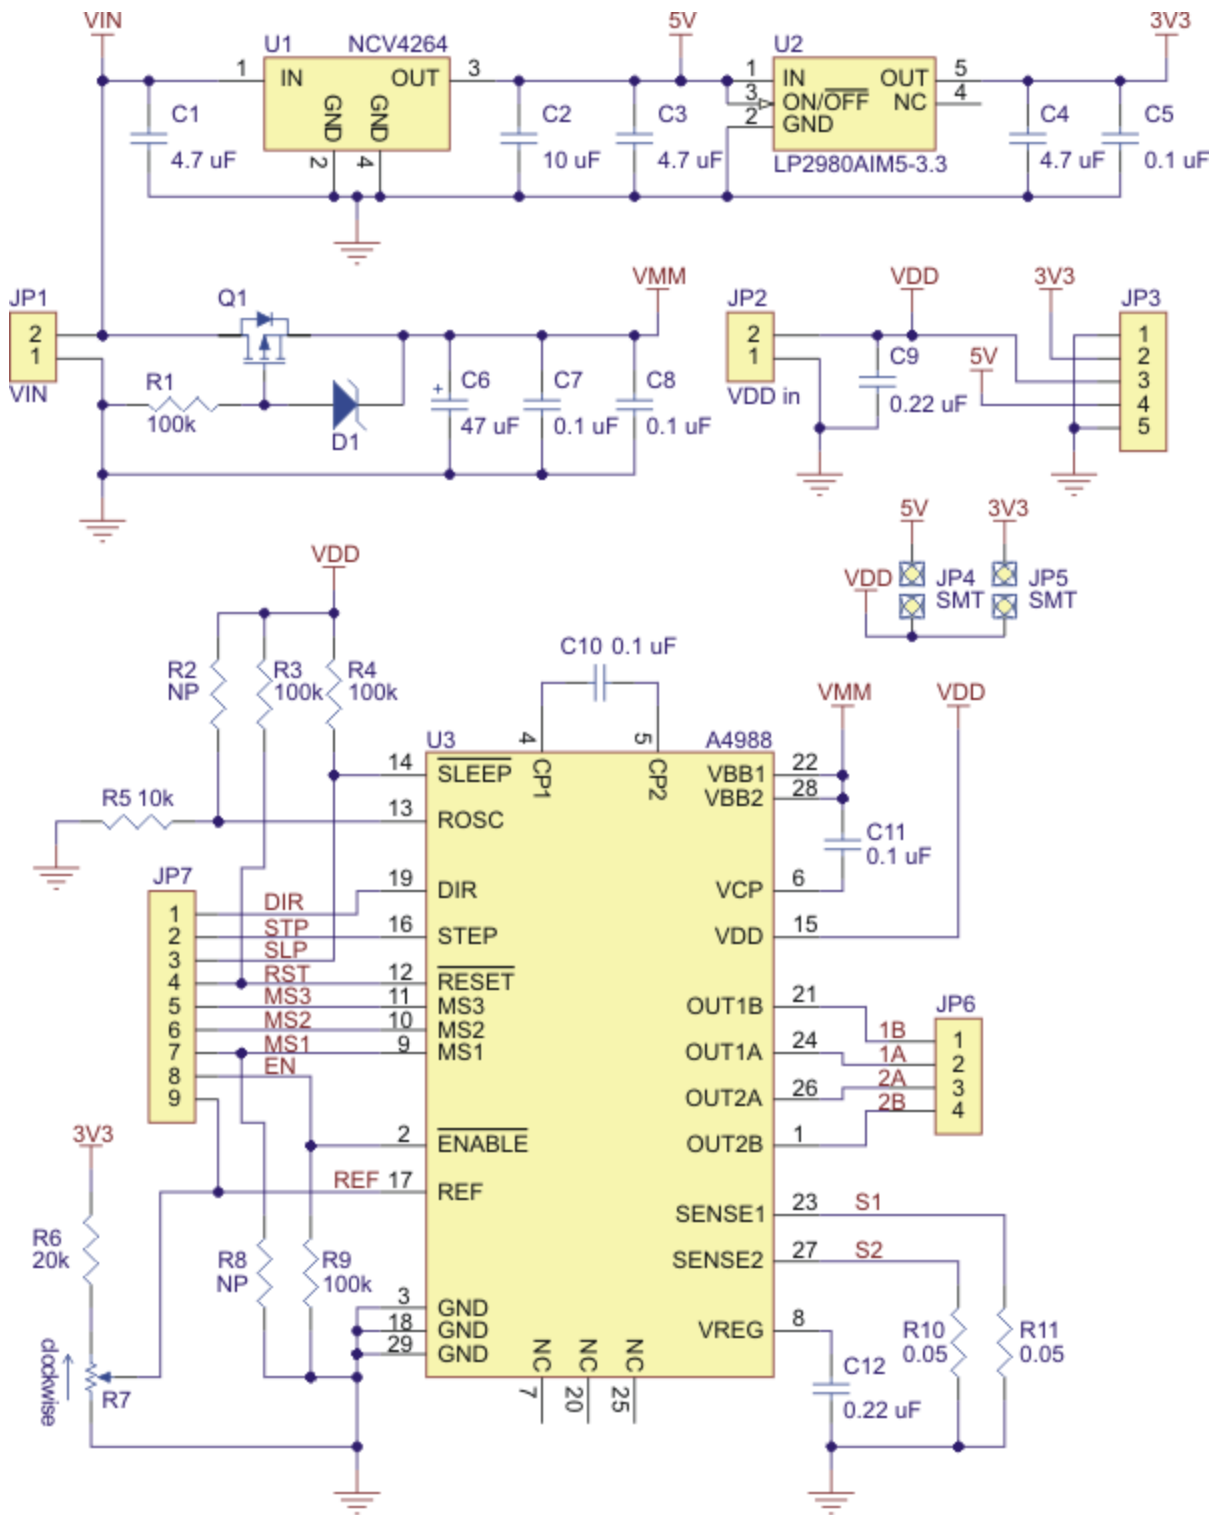 VIN
5V
3V3
U1 NCV4264
U2
1 IN OUT 3
1 IN OUT 5
3 ON/OFF NC 4
2 GND
GND GND
2 4
C1
4.7 uF
C2
10 uF
C3
4.7 uF
LP2980AIM5-3.3
C4
4.7 uF
C5
0.1 uF
JP1
2
1
VIN
Q1
VMM
R1
100k
D1
+
C6
47 uF
C7
0.1 uF
C8
0.1 uF
JP2
2
1
VDD in
VDD
C9
0.22 uF
3V3
5V
JP3
1
2
3
4
5
5V
3V3
VDD
JP4
SMT
JP5
SMT
VDD
R2
NP
R3
100k
R4
100k
R5 10k
C10 0.1 uF
VMM
VDD
U3
A4988
4
CP1
5
CP2
14 SLEEP
13 ROSC
19 DIR
16 STEP
12 RESET
11 MS3
10 MS2
9 MS1
2 ENABLE
17 REF
3 GND
18 GND
29 GND
NC NC NC
7 20 25
VBB1 22
VBB2 28
VCP 6
VDD 15
OUT1B 21
OUT1A 24
OUT2A 26
OUT2B 1
SENSE1 23
SENSE2 27
VREG 8
C11
0.1 uF
JP7
1 DIR
2 STP
3 SLP
4 RST
5 MS3
6 MS2
7 MS1
8 EN
9
REF
JP6
1B 1
1A 2
2A 3
2B 4
S1
S2
3V3
R6
20k
clockwise
R7
R8
NP
R9
100k
R10
0.05
R11
0.05
C12
0.22 uF